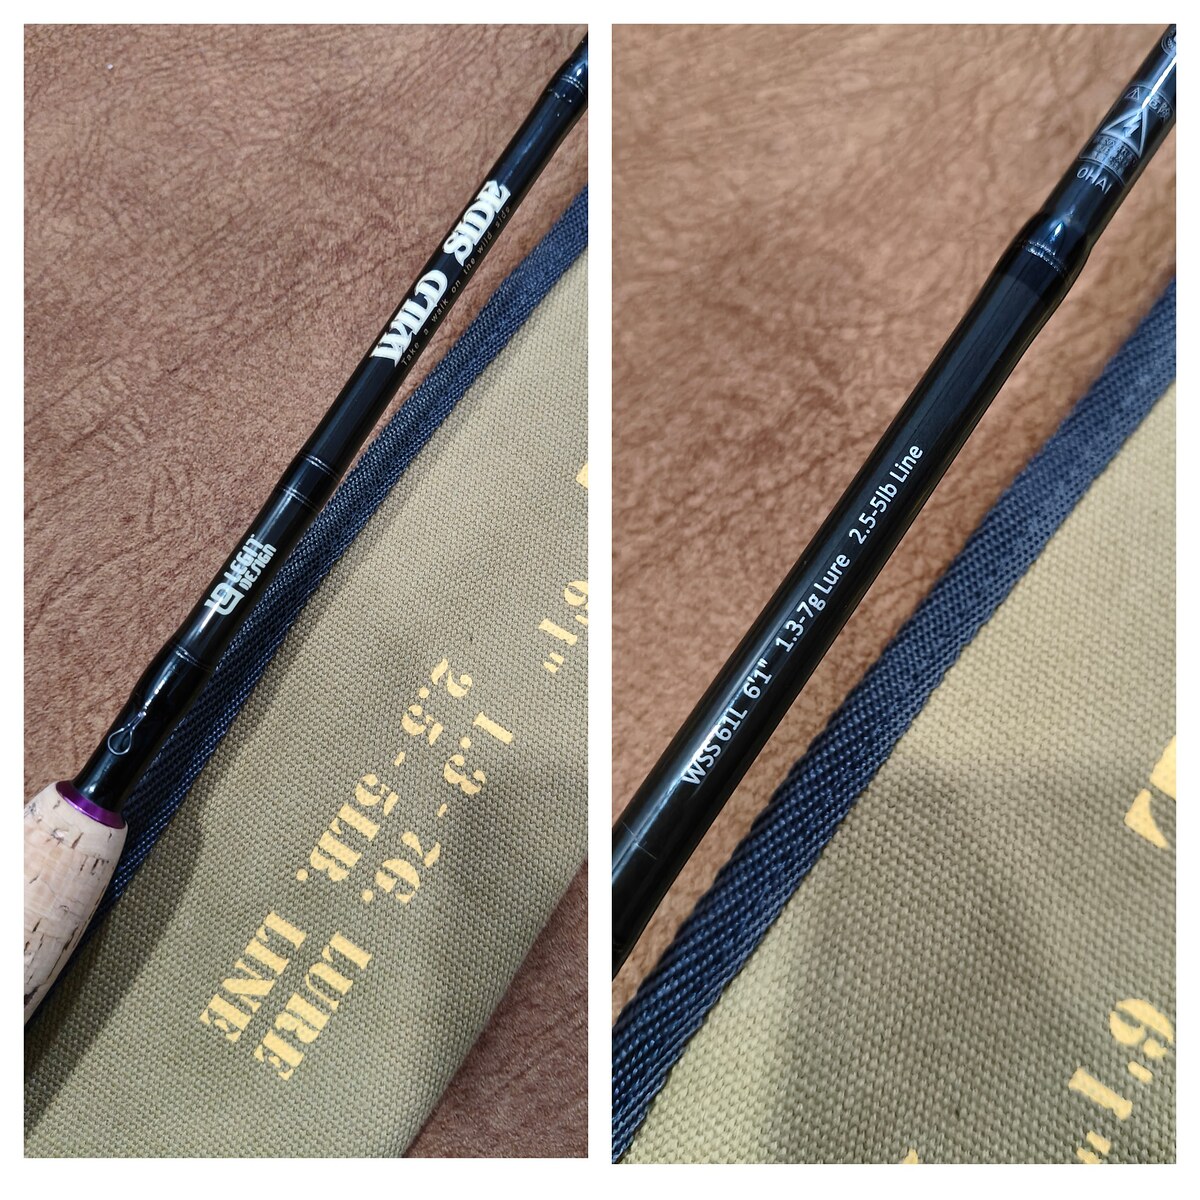 WILD SIDE
Take a walk on the wild side
LEGIT
DESIGN
6'1"
1.3-7G. LURE
2.5-5LB. LINE
OHAI
WSS 61L 6'1" 1.3-7g Lure 2.5-5lb Line
6'1"